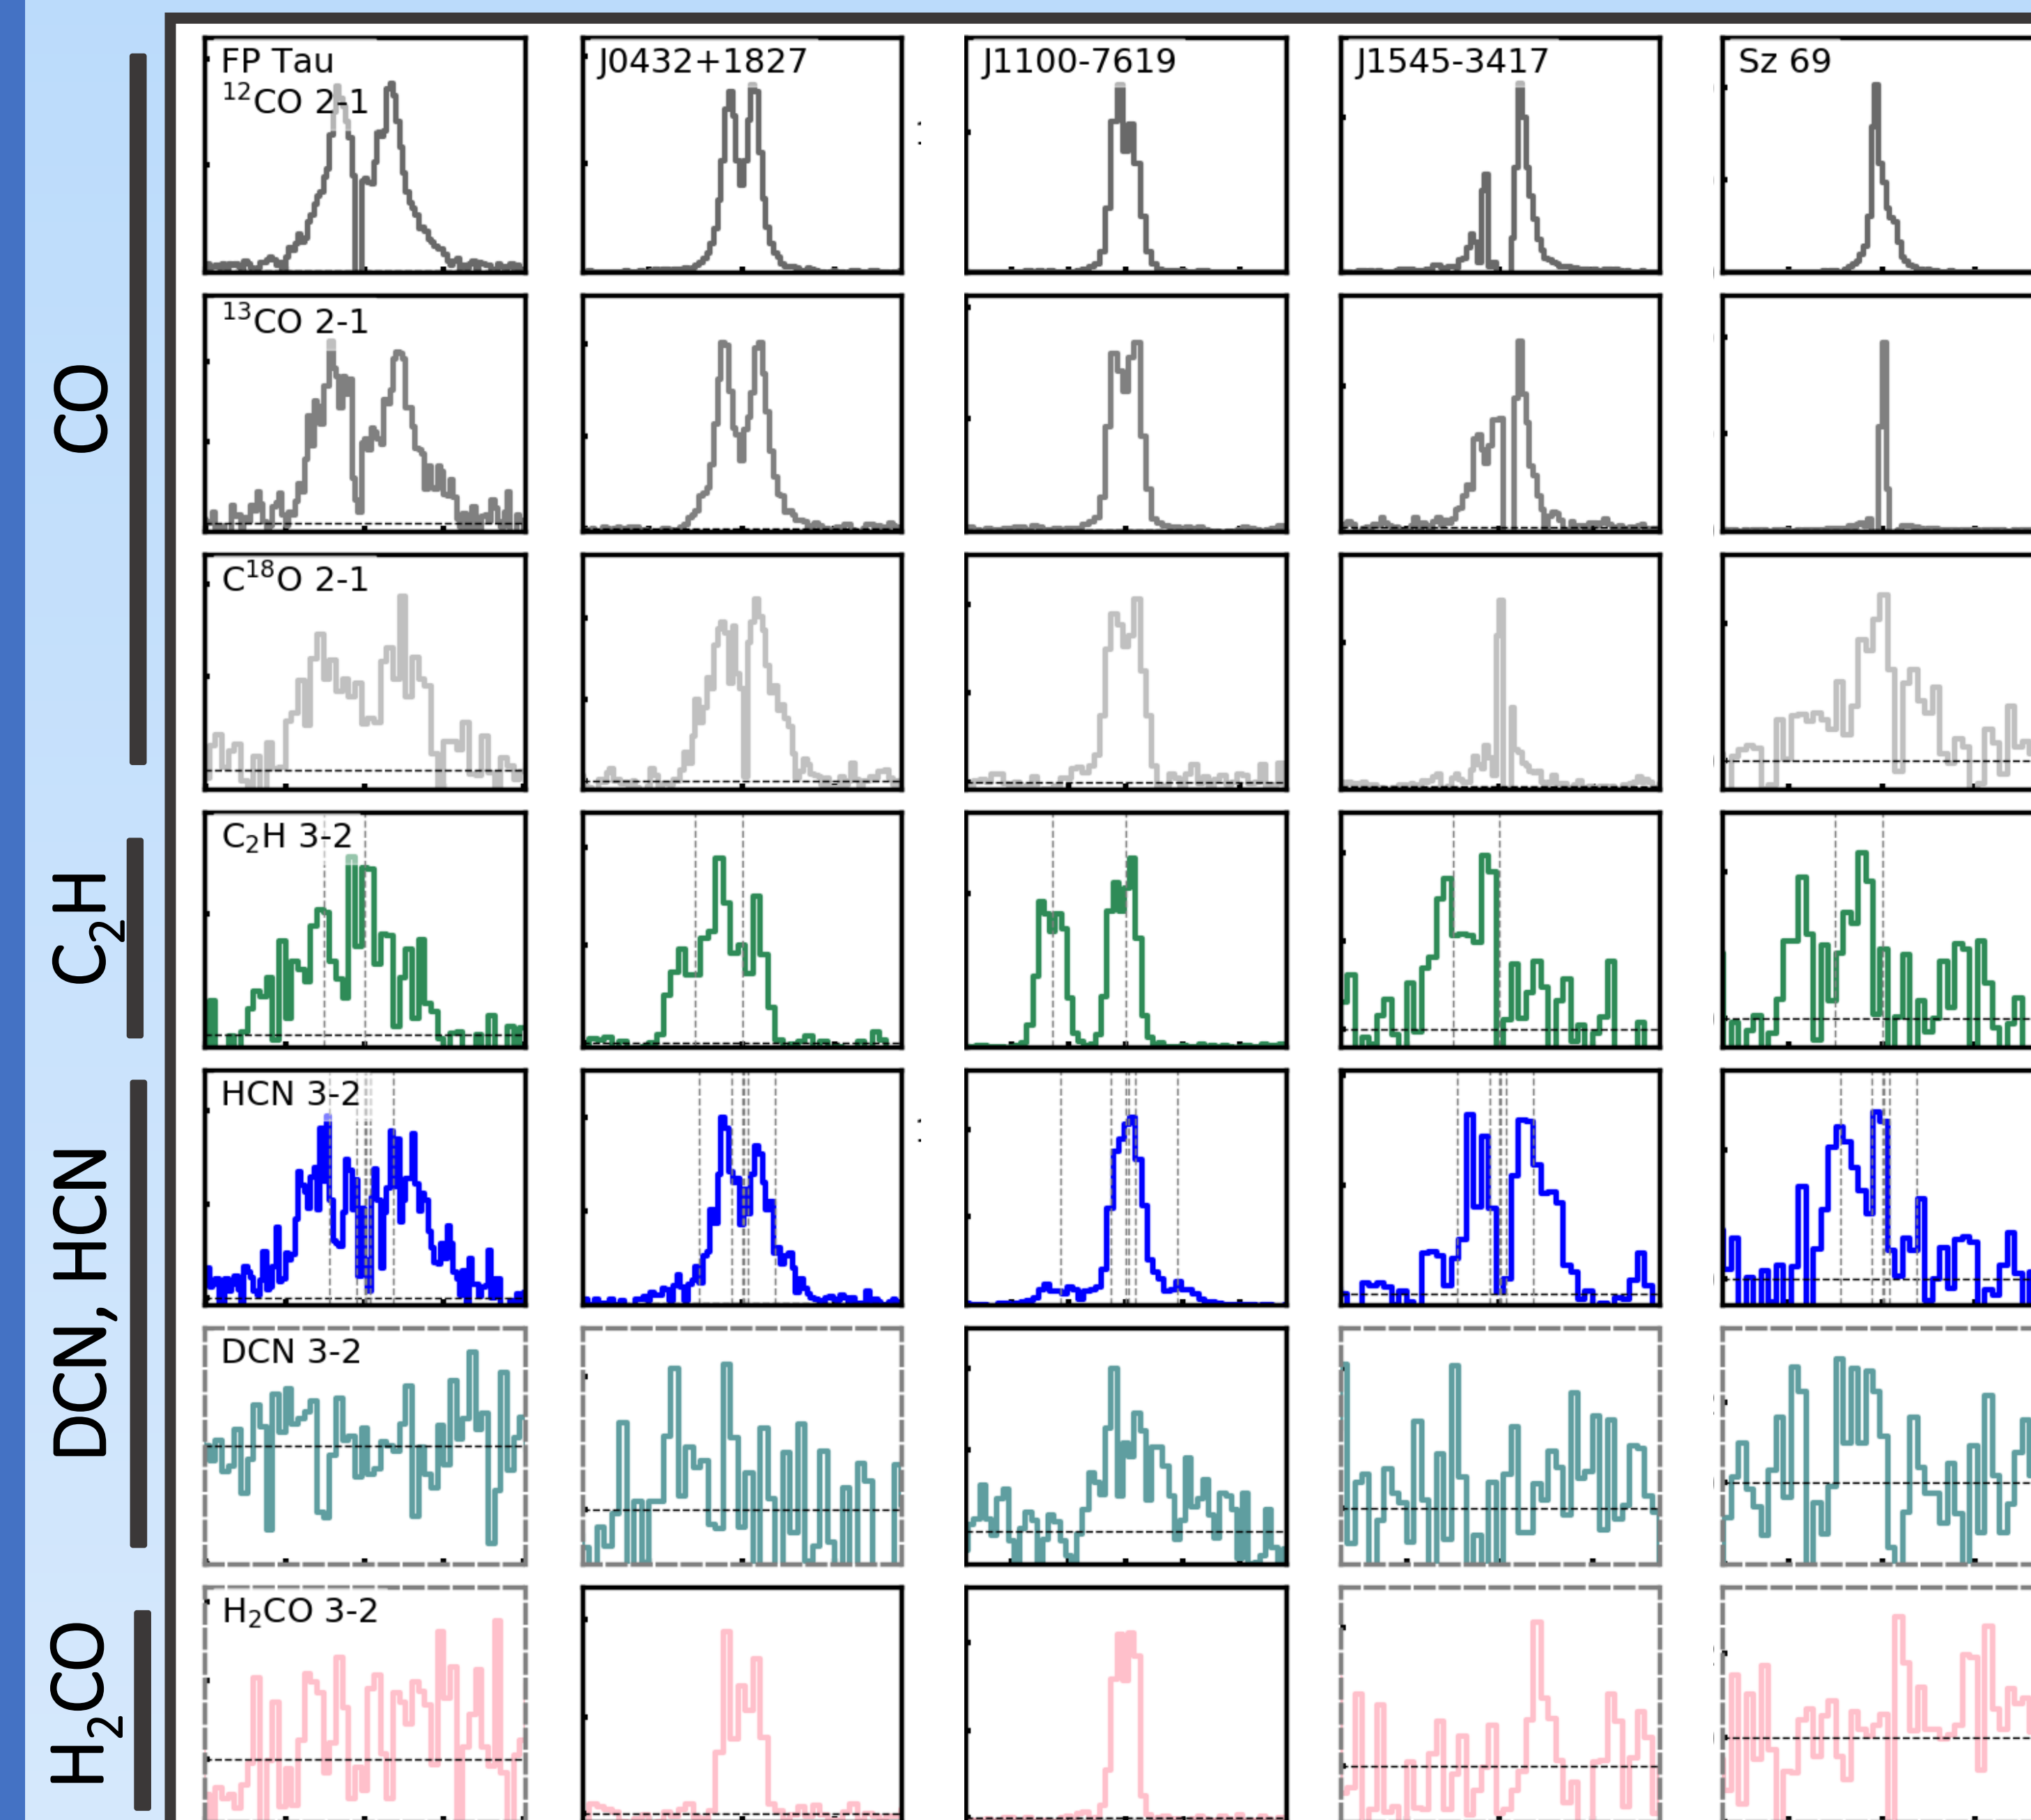 FP Tau
J0432+1827
J1100-7619
J1545-3417
Sz 69
¹²CO 2-1
¹³CO 2-1
C¹⁸O 2-1
C₂H 3-2
HCN 3-2
DCN 3-2
H₂CO 3-2
CO
C₂H
DCN, HCN
H₂CO